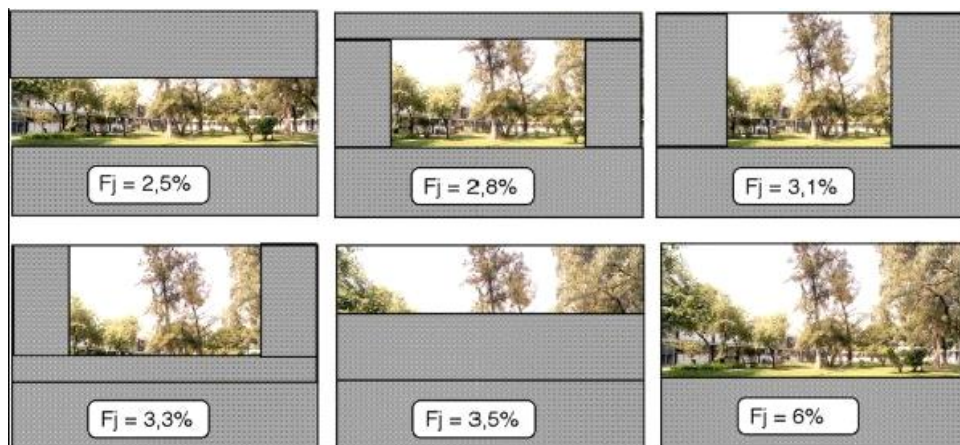 Fj = 2,5%
Fj = 2,8%
Fj = 3,1%
Fj = 3,3%
Fj = 3,5%
Fj = 6%